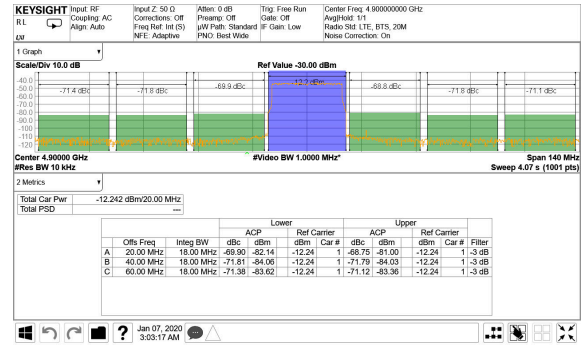 KEYSIGHT Input: RF Input Z: 50 Ω Atten: 0 dB Trig: Free Run Center Freq: 4.900000000 GHz
RL Coupling: AC Corrections: Off Preamp: Off Gate: Off Avg|Hold: 1/1
Align: Auto Freq Ref: Int (S) µW Path: Standard IF Gain: Low Radio Std: LTE, BTS, 20M
LXI NFE: Adaptive PNO: Best Wide Noise Correction: On
1 Graph
Scale/Div 10.0 dB Ref Value -30.00 dBm
-40.0
-50.0
-60.0
-70.0
-80.0
-90.0
-100
-110
-120
-71.4 dBc -71.8 dBc -69.9 dBc -12.2 dBm -68.8 dBc -71.8 dBc -71.1 dBc
Center 4.90000 GHz #Video BW 1.0000 MHz* Span 140 MHz
#Res BW 10 kHz Sweep 4.07 s (1001 pts)
2 Metrics
Total Car Pwr -12.242 dBm/20.00 MHz
Total PSD ---
Lower Upper
ACP Ref Carrier ACP Ref Carrier
Offs Freq Integ BW dBc dBm dBm Car # dBc dBm dBm Car # Filter
A 20.00 MHz 18.00 MHz -69.90 -82.14 -12.24 1 -68.75 -81.00 -12.24 1 -3 dB
B 40.00 MHz 18.00 MHz -71.81 -84.06 -12.24 1 -71.79 -84.03 -12.24 1 -3 dB
C 60.00 MHz 18.00 MHz -71.38 -83.62 -12.24 1 -71.12 -83.36 -12.24 1 -3 dB
? Jan 07, 2020
3:03:17 AM